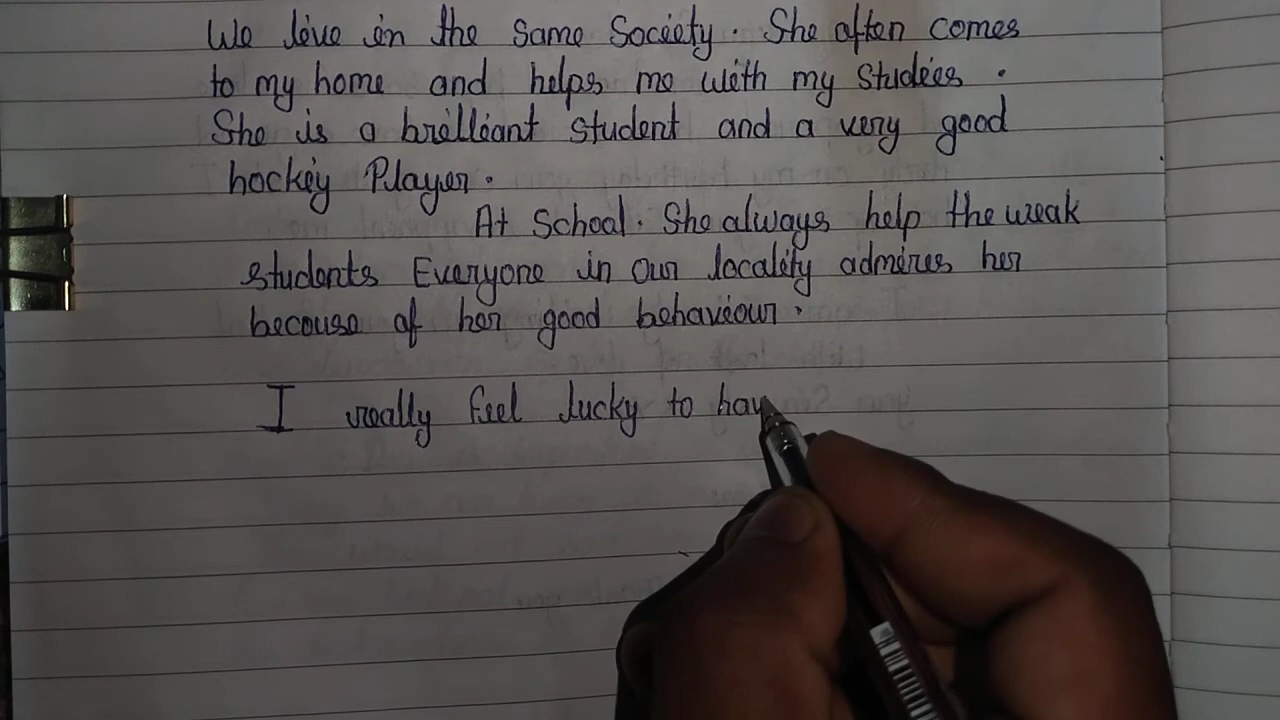 We live in the same Society. She often comes
to my home and helps me with my studies.
She is a brilliant student and a very good
hockey Player.
At School. She always help the weak
students Everyone in our locality admires her
because of her good behaviour.
I really feel lucky to hav